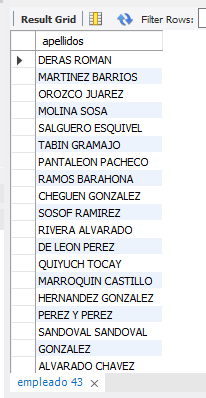 Result Grid
Filter Rows:
apellidos
DERAS ROMAN
MARTINEZ BARRIOS
OROZCO JUAREZ
MOLINA SOSA
SALGUERO ESQUIVEL
TABIN GRAMAJO
PANTALEON PACHECO
RAMOS BARAHONA
CHEGUEN GONZALEZ
SOSOF RAMIREZ
RIVERA ALVARADO
DE LEON PEREZ
QUIYUCH TOCAY
MARROQUIN CASTILLO
HERNANDEZ GONZALEZ
PEREZ Y PEREZ
SANDOVAL SANDOVAL
GONZALEZ
ALVARADO CHAVEZ
empleado 43